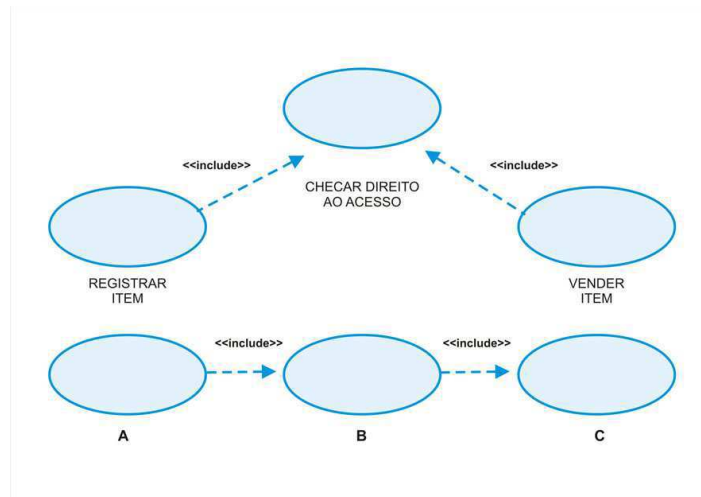 <<include>>
<<include>>
CHECAR DIREITO
AO ACESSO
REGISTRAR
ITEM
VENDER
ITEM
<<include>>
<<include>>
A
B
C